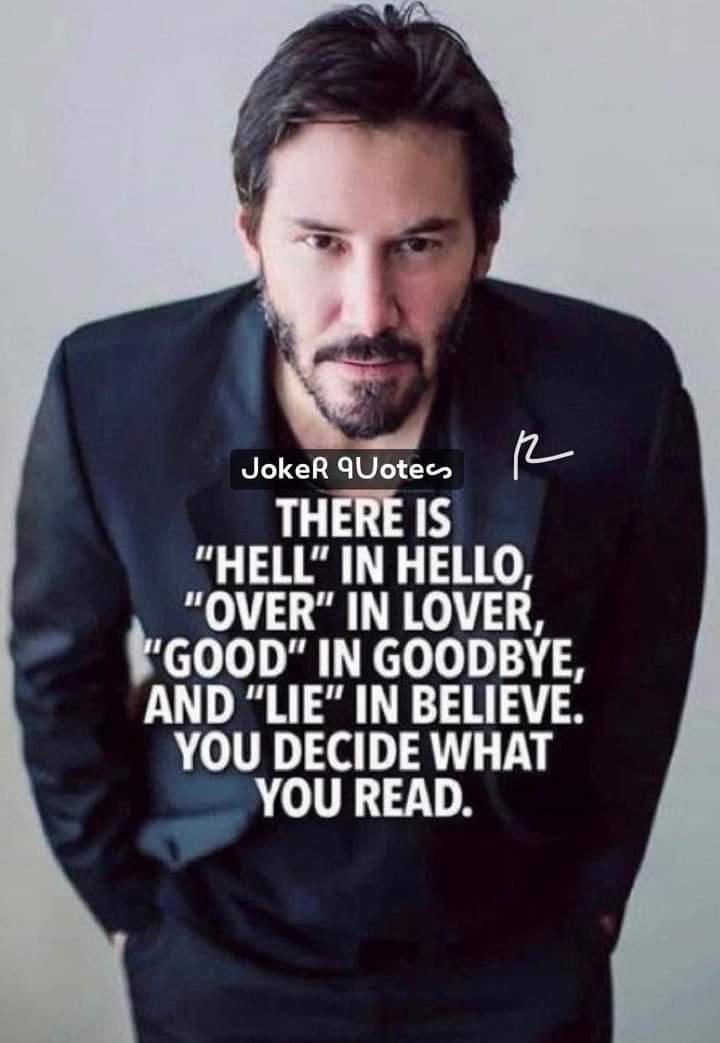 JokeR qUotes
THERE IS
"HELL" IN HELLO,
"OVER" IN LOVER,
"GOOD" IN GOODBYE,
AND "LIE" IN BELIEVE.
YOU DECIDE WHAT
YOU READ.